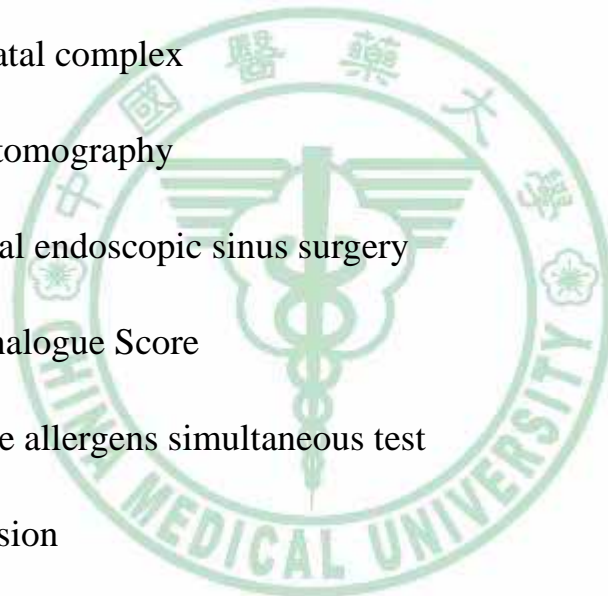 atal complex
tomography
al endoscopic sinus surgery
nalogue Score
e allergens simultaneous test
sion
中國醫藥大學
CHINA MEDICAL UNIVERSITY